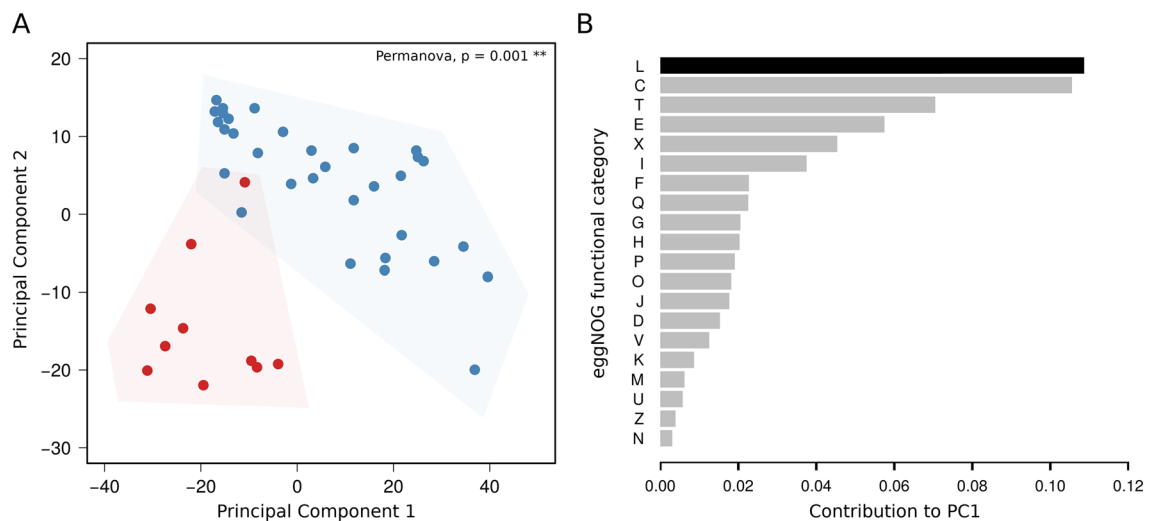 A
Permanova, p = 0.001 **
Principal Component 2
20
10
0
−10
−20
−30
−40
−20
0
20
40
Principal Component 1
B
eggNOG functional category
L
C
T
E
X
I
F
Q
G
H
P
O
J
D
V
K
M
U
Z
N
0.00
0.02
0.04
0.06
0.08
0.10
0.12
Contribution to PC1